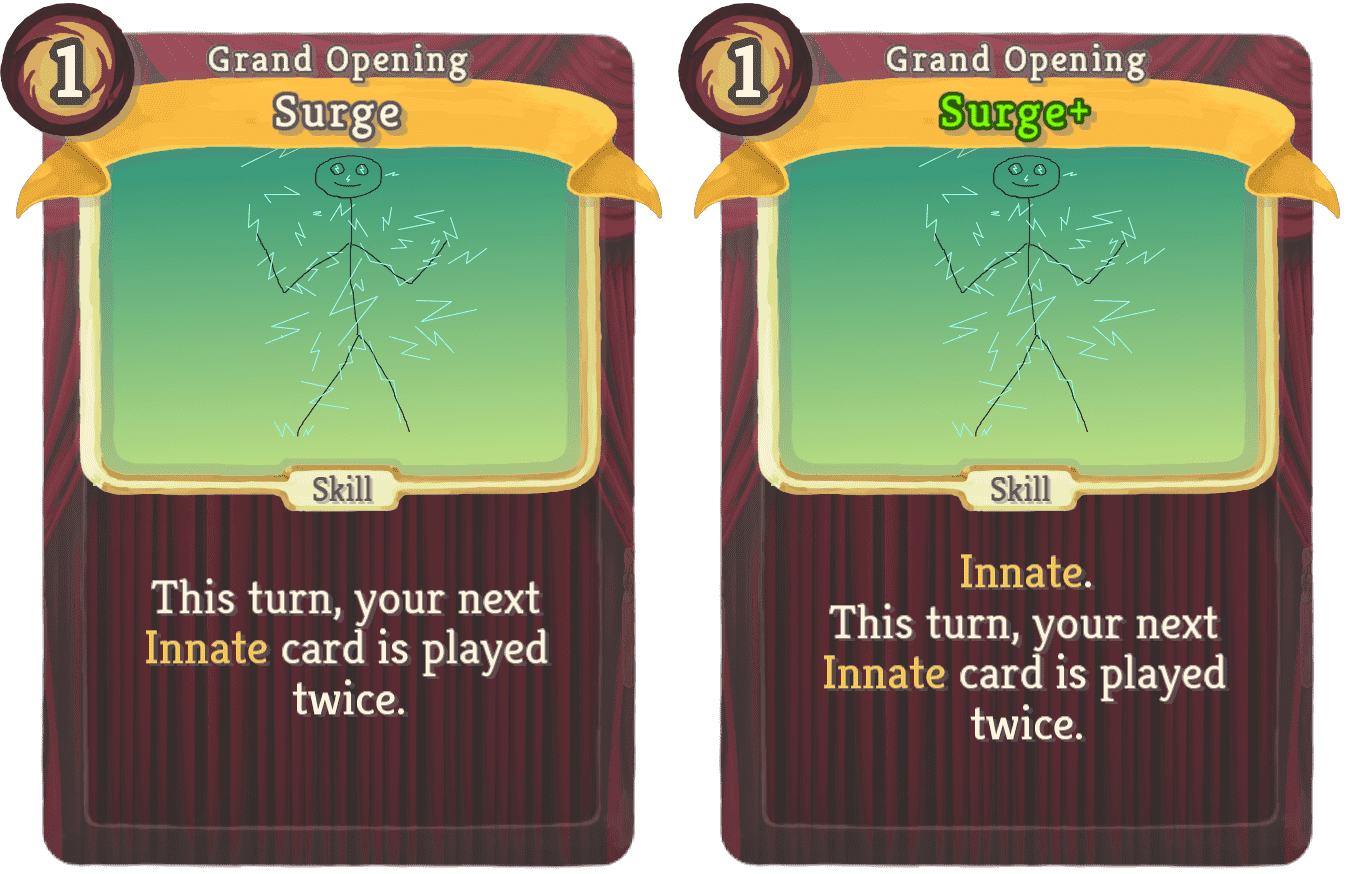 1
Grand Opening
Surge
Skill
This turn, your next
Innate card is played
twice.
1
Grand Opening
Surge+
Skill
Innate.
This turn, your next
Innate card is played
twice.